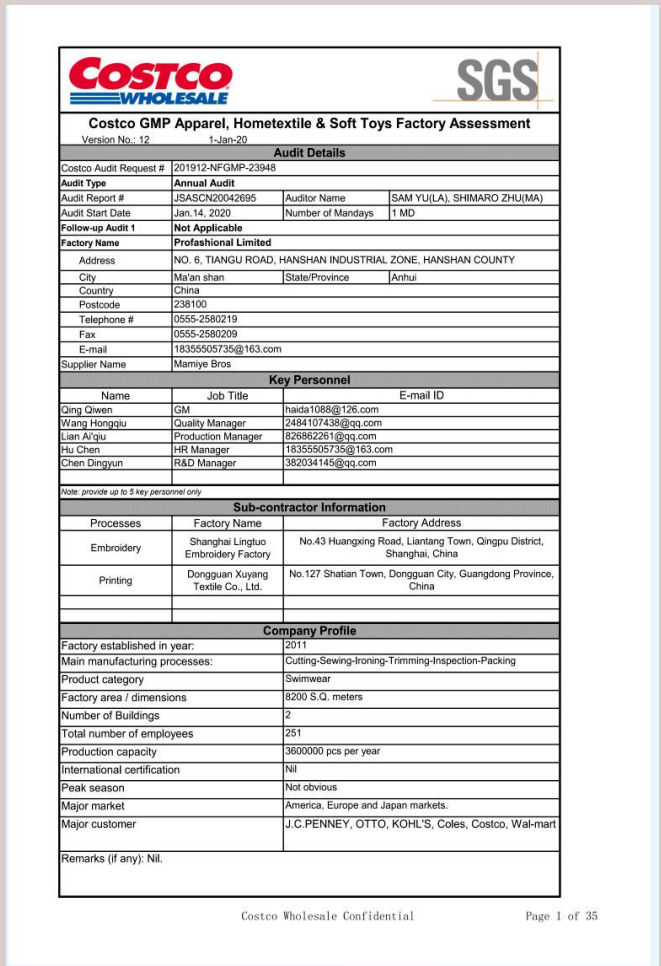 COSTCO
WHOLESALE
SGS
Costco GMP Apparel, Hometextile & Soft Toys Factory Assessment
Version No.: 12 1-Jan-20
Audit Details
Costco Audit Request # 201912-NFGMP-23948
Audit Type Annual Audit
Audit Report # JSASCN20042695 Auditor Name SAM YU(LA), SHIMARO ZHU(MA)
Audit Start Date Jan.14, 2020 Number of Mandays 1 MD
Follow-up Audit 1 Not Applicable
Factory Name Profashional Limited
Address NO. 6, TIANGU ROAD, HANSHAN INDUSTRIAL ZONE, HANSHAN COUNTY
City Ma'an shan State/Province Anhui
Country China
Postcode 238100
Telephone # 0555-2580219
Fax 0555-2580209
E-mail 18355505735@163.com
Supplier Name Mamiye Bros
Key Personnel
Name Job Title E-mail ID
Qing Qiwen GM haida1088@126.com
Wang Hongqiu Quality Manager 2484107438@qq.com
Lian Ai'qiu Production Manager 826862261@qq.com
Hu Chen HR Manager 18355505735@163.com
Chen Dingyun R&D Manager 382034145@qq.com
Note: provide up to 5 key personnel only
Sub-contractor Information
Processes Factory Name Factory Address
Embroidery Shanghai Lingtuo Embroidery Factory No.43 Huangxing Road, Liantang Town, Qingpu District, Shanghai, China
Printing Dongguan Xuyang Textile Co., Ltd. No.127 Shatian Town, Dongguan City, Guangdong Province, China
Company Profile
Factory established in year: 2011
Main manufacturing processes: Cutting-Sewing-Ironing-Trimming-Inspection-Packing
Product category Swimwear
Factory area / dimensions 8200 S.Q. meters
Number of Buildings 2
Total number of employees 251
Production capacity 3600000 pcs per year
International certification Nil
Peak season Not obvious
Major market America, Europe and Japan markets.
Major customer J.C.PENNEY, OTTO, KOHL'S, Coles, Costco, Wal-mart
Remarks (if any): Nil.
Costco Wholesale Confidential Page 1 of 35